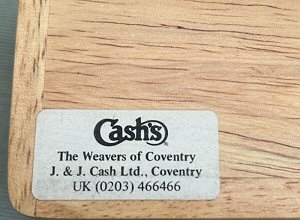 Cash's®
The Weavers of Coventry
J. & J. Cash Ltd., Coventry
UK (0203) 466466